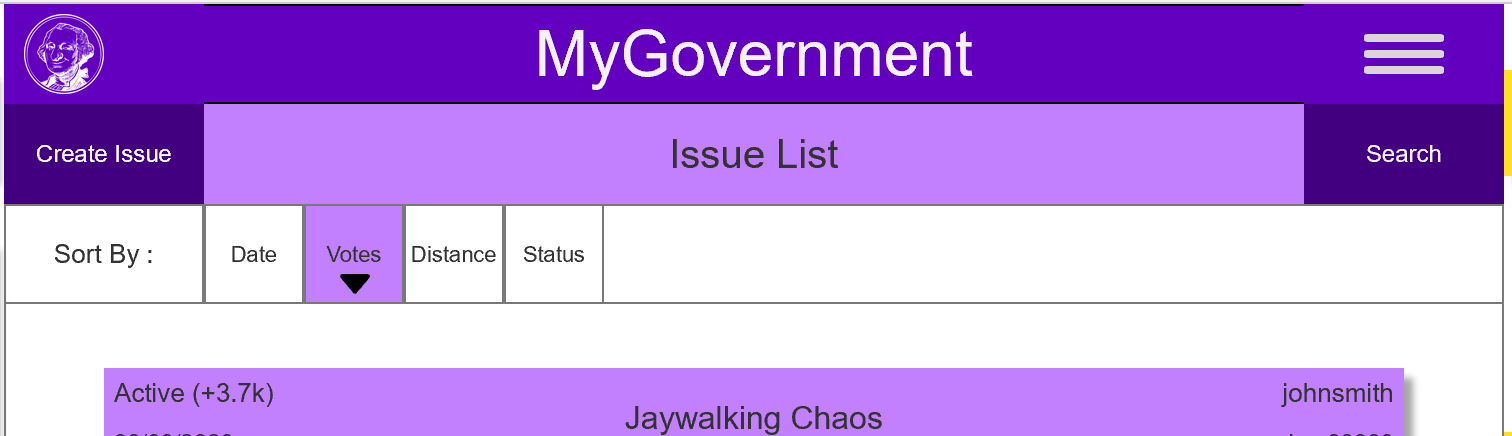 MyGovernment
Create Issue
Issue List
Search
Sort By :
Date
Votes
Distance
Status
Active (+3.7k)
johnsmith
Jaywalking Chaos